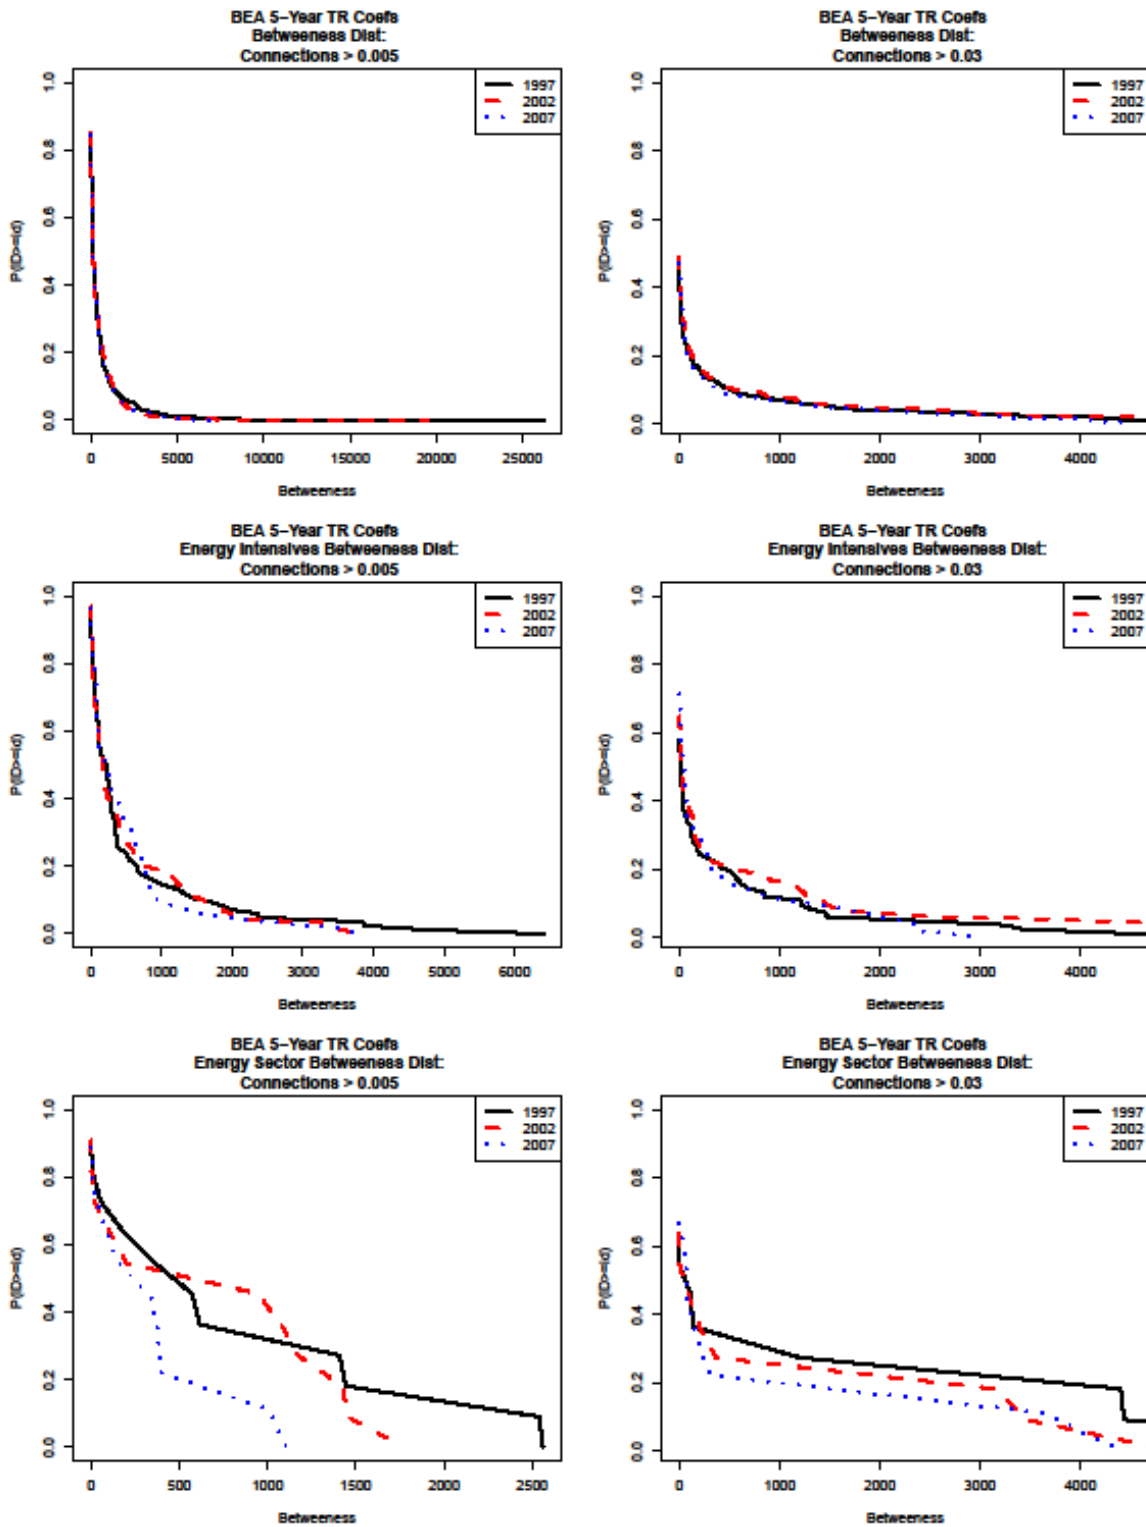 BEA 5-Year TR Coefs
Betweeness Dist:
Connections > 0.005
1997
2002
2007
P(ID>=id)
1.0
0.8
0.6
0.4
0.2
0.0
0 5000 10000 15000 20000 25000
Betweeness
BEA 5-Year TR Coefs
Betweeness Dist:
Connections > 0.03
1997
2002
2007
P(ID>=id)
1.0
0.8
0.6
0.4
0.2
0.0
0 1000 2000 3000 4000
Betweeness
BEA 5-Year TR Coefs
Energy Intensives Betweeness Dist:
Connections > 0.005
1997
2002
2007
P(ID>=id)
1.0
0.8
0.6
0.4
0.2
0.0
0 1000 2000 3000 4000 5000 6000
Betweeness
BEA 5-Year TR Coefs
Energy Intensives Betweeness Dist:
Connections > 0.03
1997
2002
2007
P(ID>=id)
1.0
0.8
0.6
0.4
0.2
0.0
0 1000 2000 3000 4000
Betweeness
BEA 5-Year TR Coefs
Energy Sector Betweeness Dist:
Connections > 0.005
1997
2002
2007
P(ID>=id)
1.0
0.8
0.6
0.4
0.2
0.0
0 500 1000 1500 2000 2500
Betweeness
BEA 5-Year TR Coefs
Energy Sector Betweeness Dist:
Connections > 0.03
1997
2002
2007
P(ID>=id)
1.0
0.8
0.6
0.4
0.2
0.0
0 1000 2000 3000 4000
Betweeness